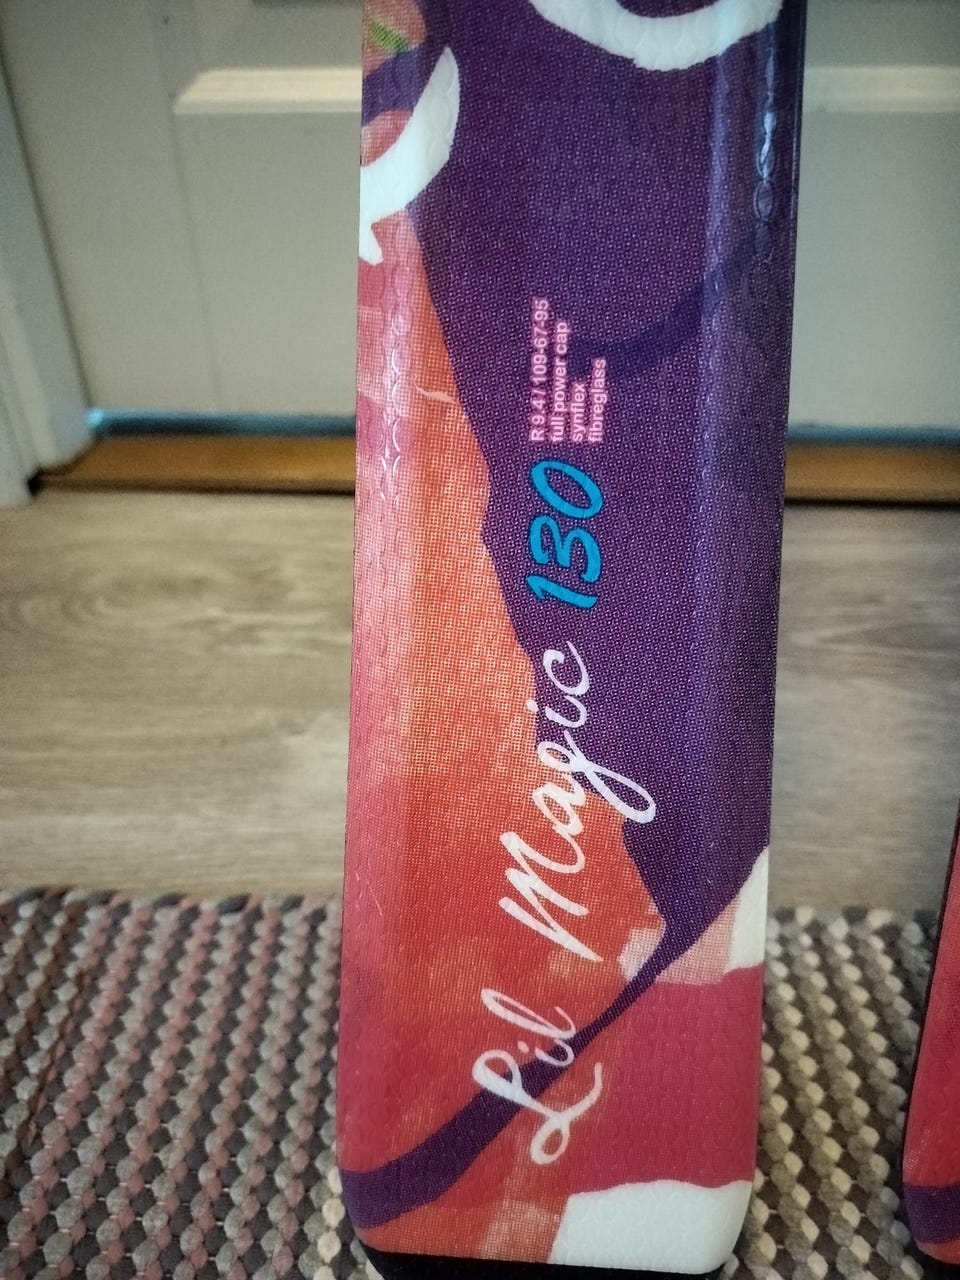 Lil Magic 130
R 9.4 / 109-67-95
full power cap
synflex
fibreglass